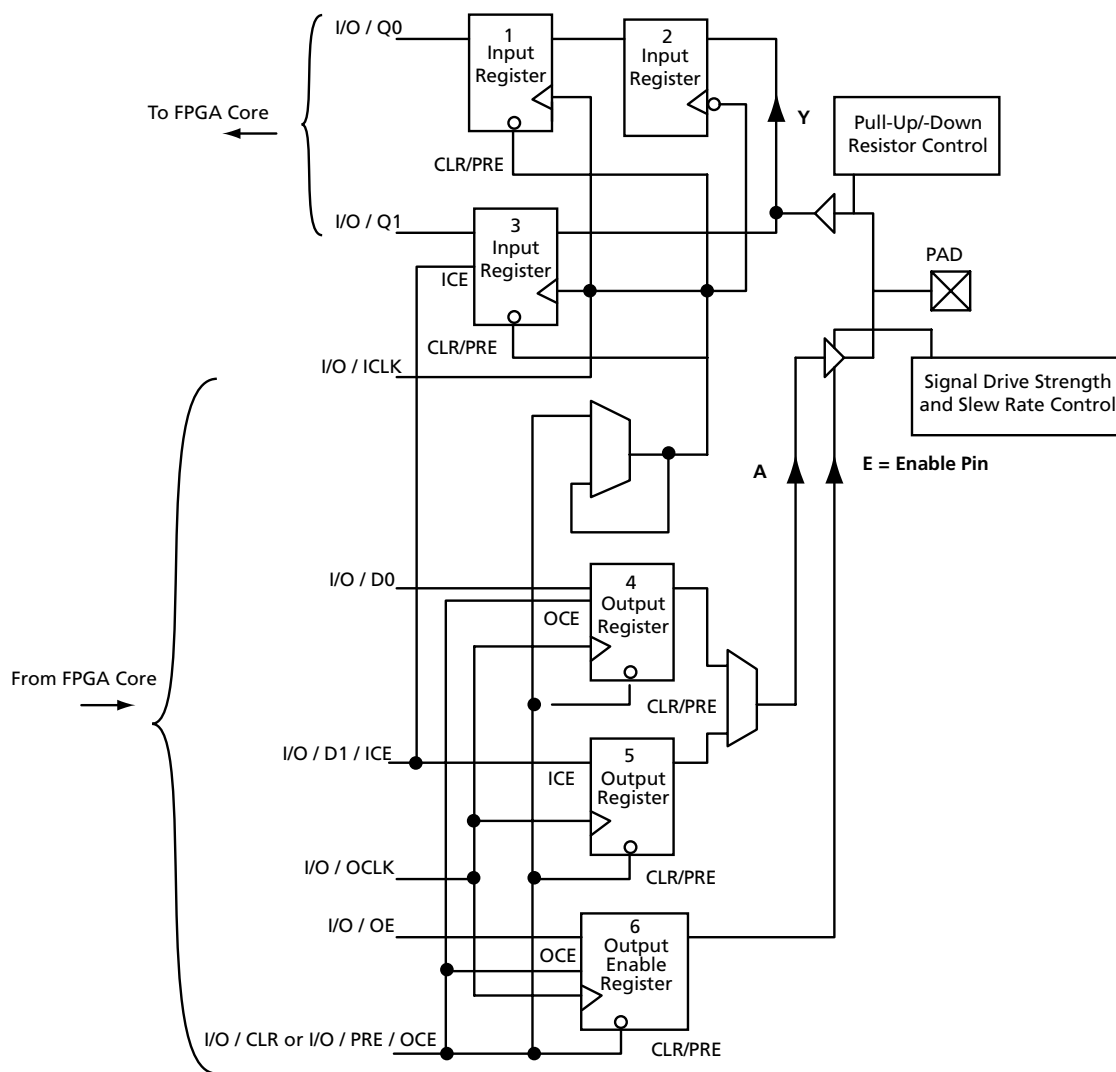 I/O / Q0
1
Input
Register
2
Input
Register
To FPGA Core
Y
Pull-Up/-Down
Resistor Control
CLR/PRE
I/O / Q1
3
Input
Register
ICE
PAD
CLR/PRE
I/O / ICLK
Signal Drive Strength
and Slew Rate Control
A
E = Enable Pin
I/O / D0
4
Output
Register
OCE
From FPGA Core
CLR/PRE
I/O / D1 / ICE
5
Output
Register
ICE
I/O / OCLK
CLR/PRE
I/O / OE
6
Output
Enable
Register
OCE
I/O / CLR or I/O / PRE / OCE
CLR/PRE